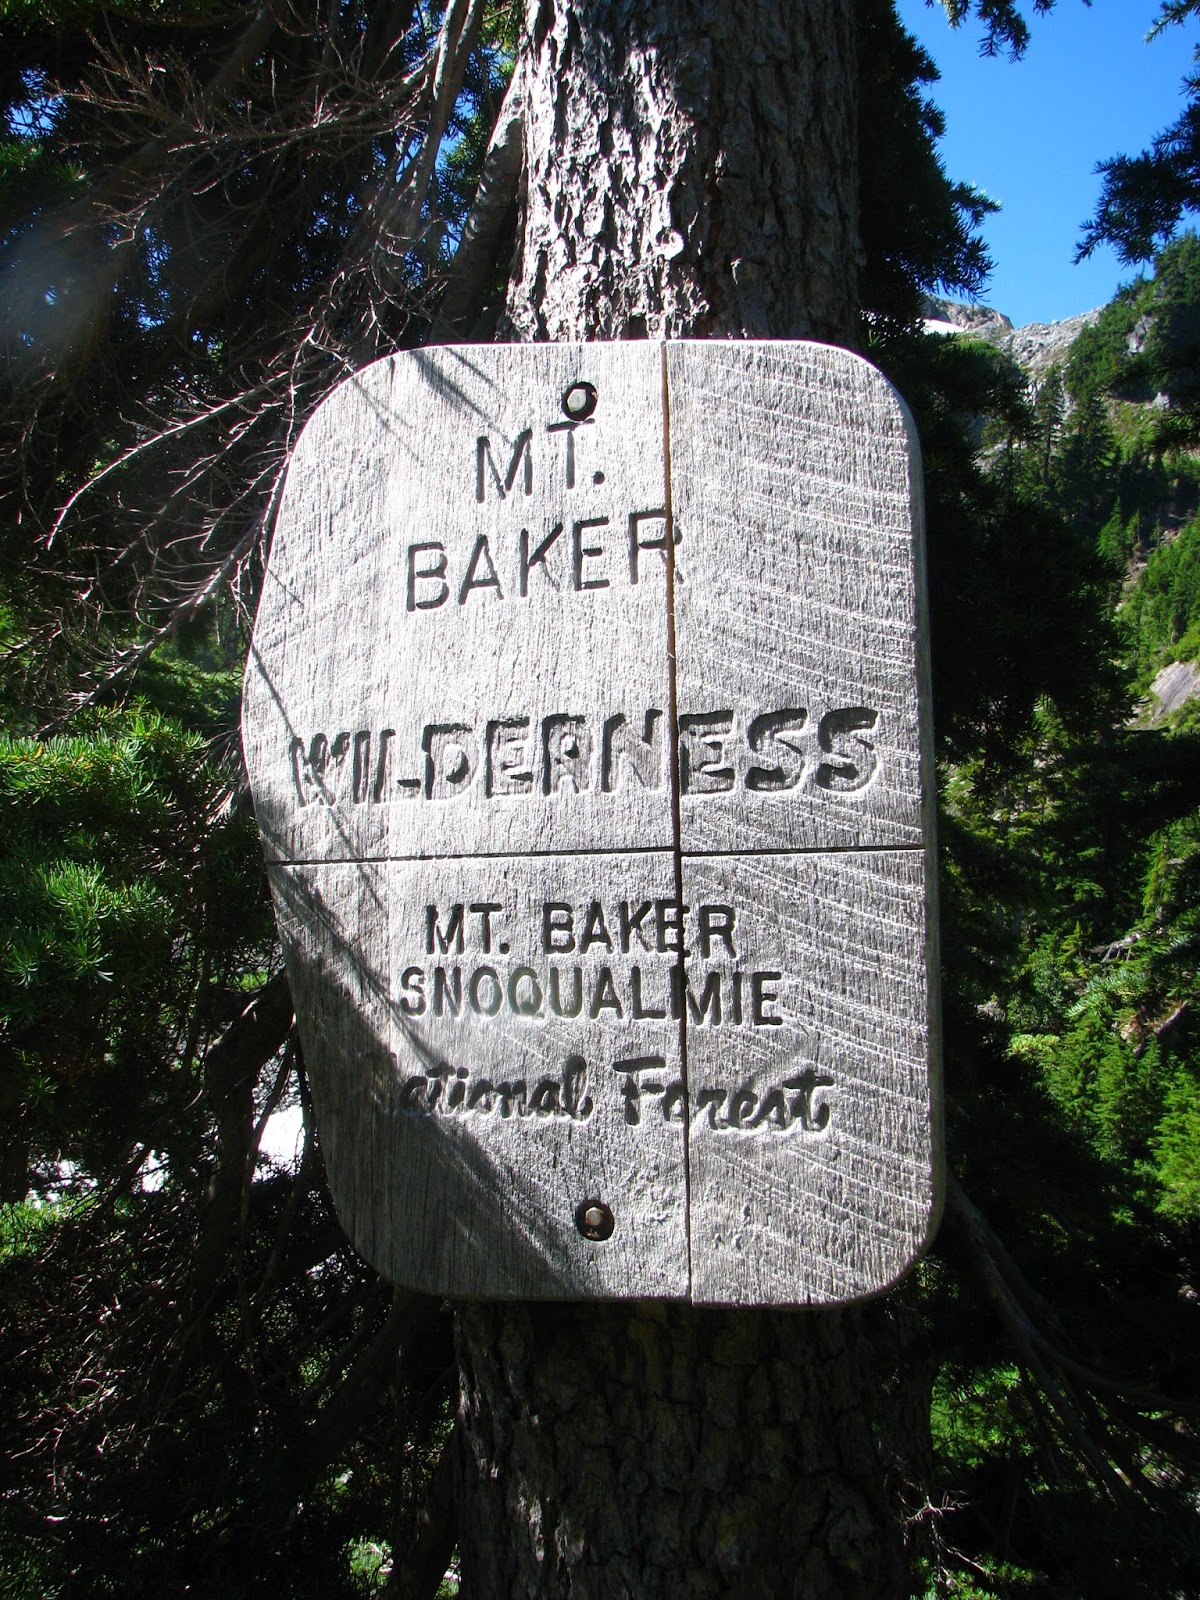 MT.
BAKER
WILDERNESS
MT. BAKER
SNOQUALMIE
National Forest